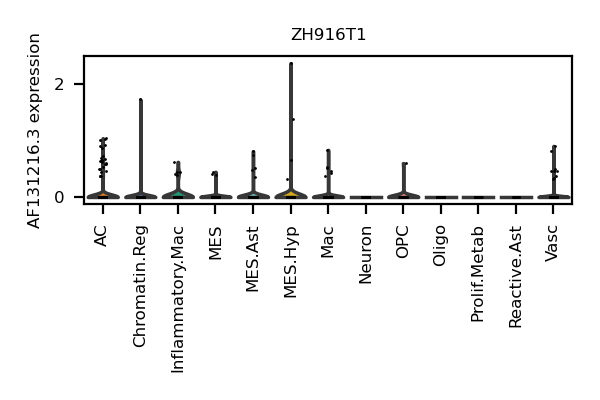 ZH916T1
AF131216.3 expression
2
0
AC
Chromatin.Reg
Inflammatory.Mac
MES
MES.Ast
MES.Hyp
Mac
Neuron
OPC
Oligo
Prolif.Metab
Reactive.Ast
Vasc